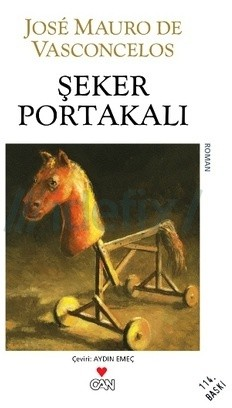 JOSÉ MAURO DE
VASCONCELOS
ŞEKER
PORTAKALI
ROMAN
Çeviri: AYDIN EMEÇ
CAN
114.
BASKI